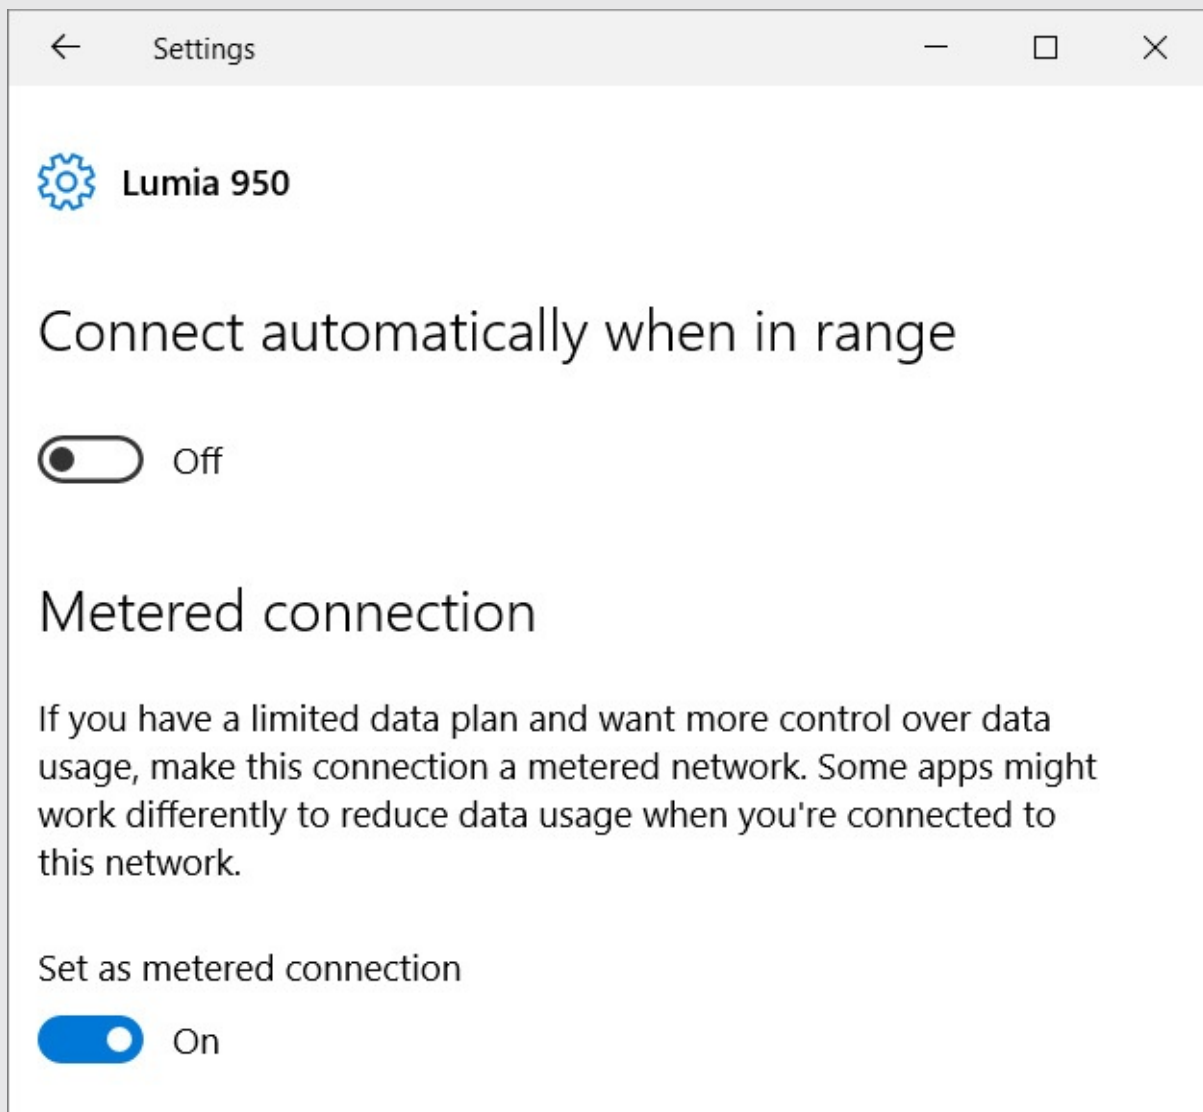 Settings
Lumia 950
Connect automatically when in range
Off
Metered connection
If you have a limited data plan and want more control over data
usage, make this connection a metered network. Some apps might
work differently to reduce data usage when you're connected to
this network.
Set as metered connection
On